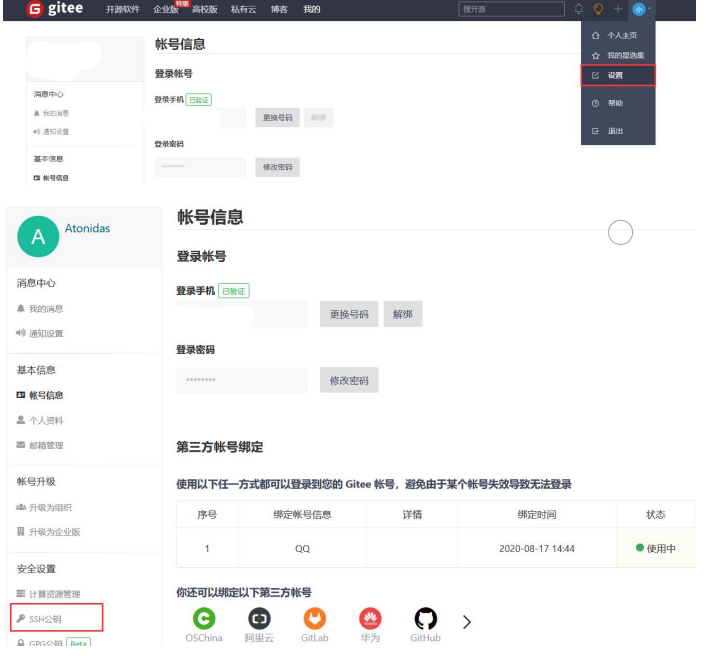 gitee 开源软件 企业版 特惠 高校版 私有云 博客 我的 搜开源 小
个人主页
我的星选集
设置
帮助
退出
帐号信息
登录帐号
登录手机 已验证
更换号码 解绑
登录密码
******** 修改密码
消息中心
我的消息
通知设置
基本信息
帐号信息
A Atonidas
消息中心
我的消息
通知设置
基本信息
帐号信息
个人资料
邮箱管理
帐号升级
升级为组织
升级为企业版
安全设置
计算资源管理
SSH公钥
GPG公钥 Beta
帐号信息
登录帐号
登录手机 已验证
更换号码 解绑
登录密码
******** 修改密码
第三方帐号绑定
使用以下任一方式都可以登录到您的 Gitee 帐号，避免由于某个帐号失效导致无法登录
序号 绑定帐号信息 详情 绑定时间 状态
1 QQ 2020-08-17 14:44 使用中
你还可以绑定以下第三方帐号
OSChina 阿里云 GitLab 华为 GitHub